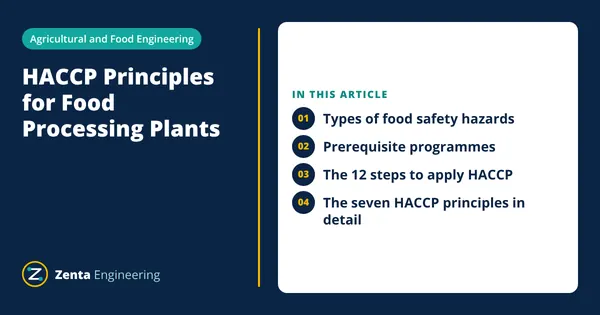 Agricultural and Food Engineering
HACCP Principles
for Food
Processing Plants
Zenta Engineering
IN THIS ARTICLE
01 Types of food safety hazards
02 Prerequisite programmes
03 The 12 steps to apply HACCP
04 The seven HACCP principles in
detail